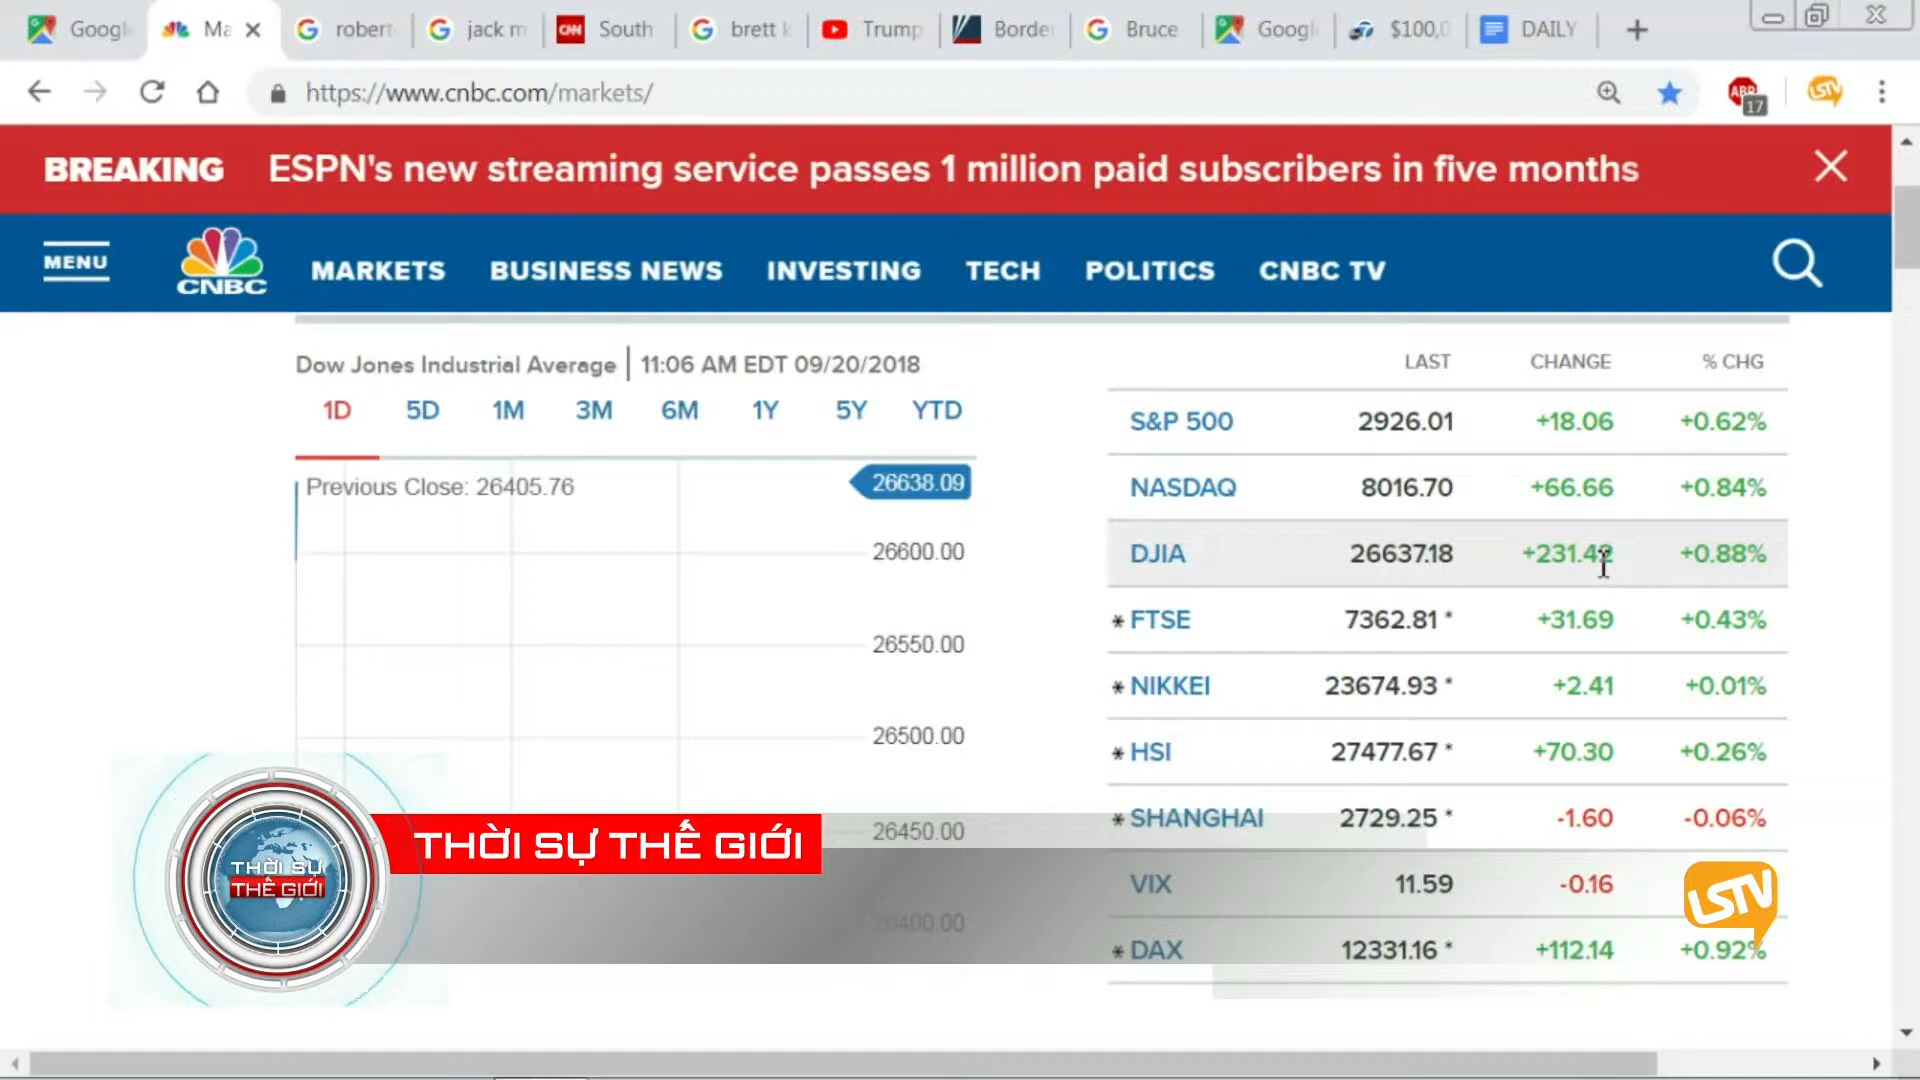 Googl
Ma
robert
jack m
CNN
South
brett k
Trump
Border
Bruce
Googl
$100,0
DAILY
https://www.cnbc.com/markets/
ABP
17
LSTV
BREAKING
ESPN's new streaming service passes 1 million paid subscribers in five months
MENU
CNBC
MARKETS
BUSINESS NEWS
INVESTING
TECH
POLITICS
CNBC TV
Dow Jones Industrial Average | 11:06 AM EDT 09/20/2018
1D 5D 1M 3M 6M 1Y 5Y YTD
Previous Close: 26405.76
26638.09
26600.00
26550.00
26500.00
26450.00
26400.00
LAST CHANGE % CHG
S&P 500 2926.01 +18.06 +0.62%
NASDAQ 8016.70 +66.66 +0.84%
DJIA 26637.18 +231.42 +0.88%
* FTSE 7362.81 * +31.69 +0.43%
* NIKKEI 23674.93 * +2.41 +0.01%
* HSI 27477.67 * +70.30 +0.26%
* SHANGHAI 2729.25 * -1.60 -0.06%
VIX 11.59 -0.16
* DAX 12331.16 * +112.14 +0.92%
THỜI SỰ THẾ GIỚI
THỜI SỰ
THẾ GIỚI
LSTV